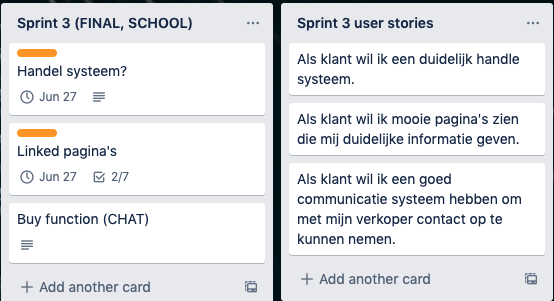 Sprint 3 (FINAL, SCHOOL)
Handel systeem?
Jun 27
Linked pagina's
Jun 27
2/7
Buy function (CHAT)
Add another card
Sprint 3 user stories
Als klant wil ik een duidelijk handle
systeem.
Als klant wil ik mooie pagina's zien
die mij duidelijke informatie geven.
Als klant wil ik een goed
communicatie systeem hebben om
met mijn verkoper contact op te
kunnen nemen.
Add another card